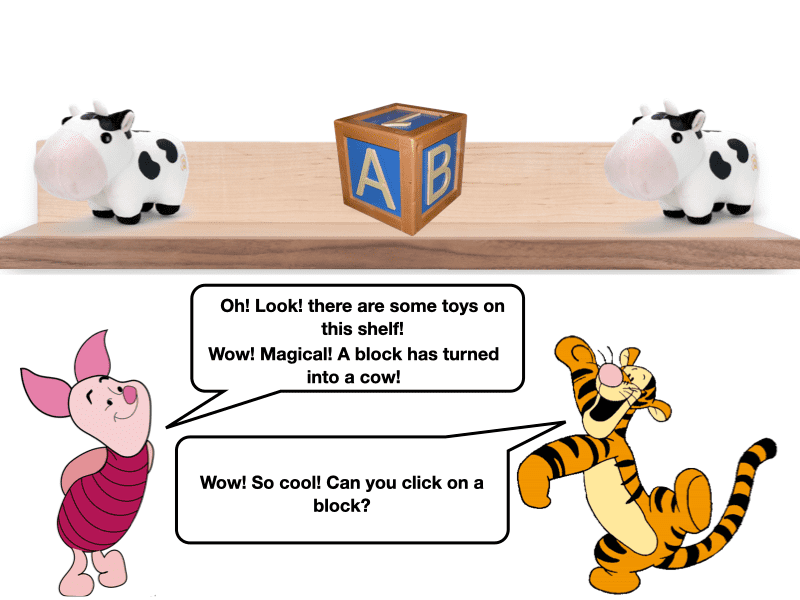 Z
A
B
Oh! Look! there are some toys on
this shelf!
Wow! Magical! A block has turned
into a cow!
Wow! So cool! Can you click on a
block?